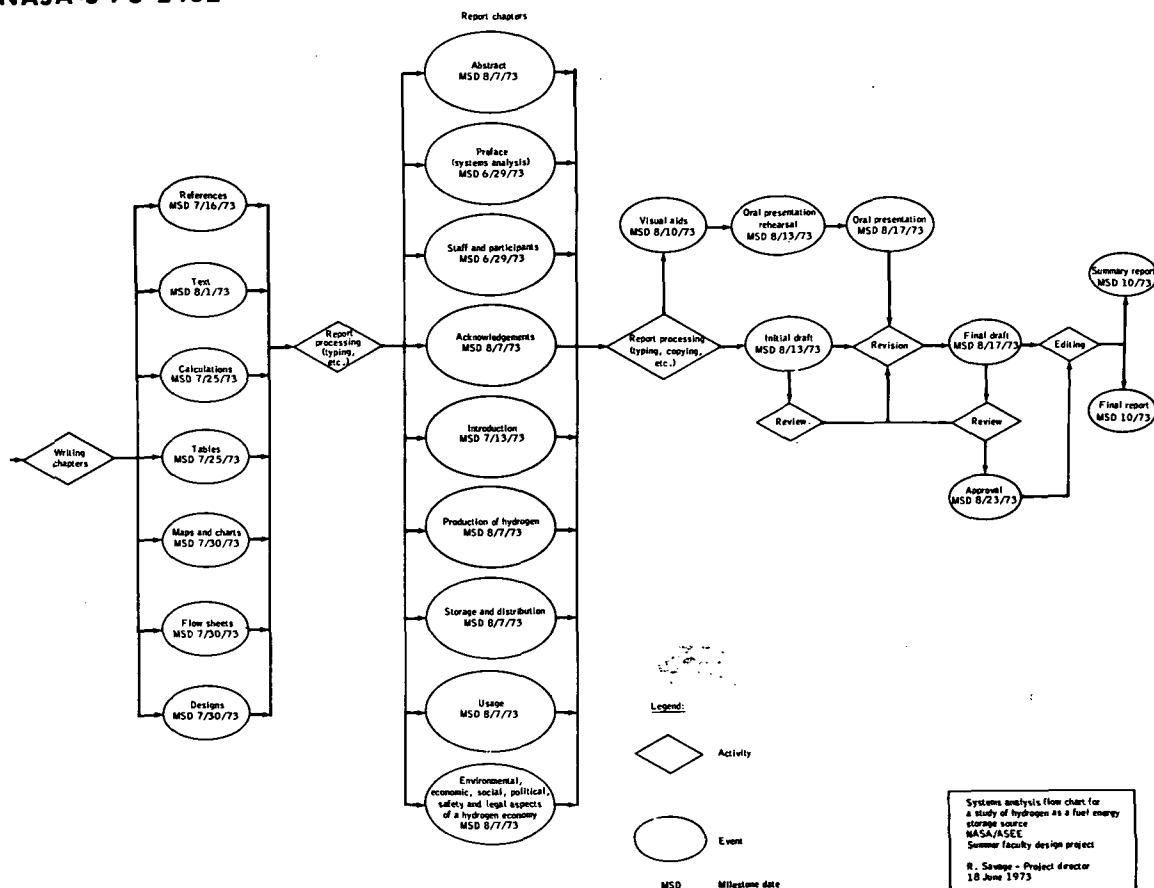 Report chapters
Abstract
MSD 8/7/73
Preface
(systems analysis)
MSD 6/29/73
Staff and participants
MSD 6/29/73
Acknowledgements
MSD 8/7/73
Introduction
MSD 7/13/73
Production of hydrogen
MSD 8/7/73
Storage and distribution
MSD 8/7/73
Usage
MSD 8/7/73
Environmental,
economic, social, political,
safety and legal aspects
of a hydrogen economy
MSD 8/7/73
Writing
chapters
References
MSD 7/16/73
Text
MSD 8/1/73
Calculations
MSD 7/25/73
Tables
MSD 7/25/73
Maps and charts
MSD 7/30/73
Flow sheets
MSD 7/30/73
Designs
MSD 7/30/73
Report
processing
(typing,
etc.)
Report processing
(typing, copying,
etc.)
Visual aids
MSD 8/10/73
Oral presentation
rehearsal
MSD 8/13/73
Oral presentation
MSD 8/17/73
Initial draft
MSD 8/13/73
Review
Revision
Final draft
MSD 8/17/73
Review
Approval
MSD 8/23/73
Editing
Summary report
MSD 10/73
Final report
MSD 10/73
Legend:
Activity
Event
MSD Milestone date
Systems analysis flow chart for
a study of hydrogen as a fuel energy
storage source
NASA/ASEE
Summer faculty design project
R. Savage - Project director
18 June 1973